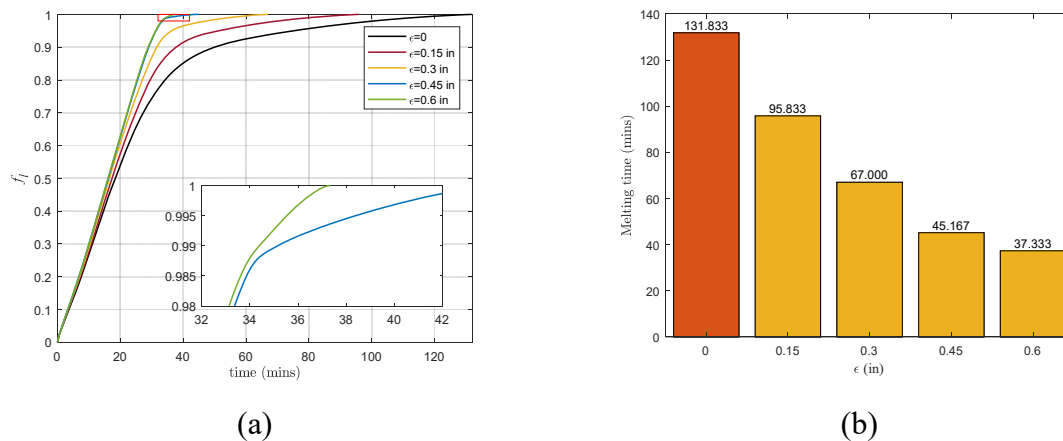 1
0.9
0.8
0.7
0.6
0.5
0.4
0.3
0.2
0.1
0
f_l
0 20 40 60 80 100 120
time (mins)
ϵ=0
ϵ=0.15 in
ϵ=0.3 in
ϵ=0.45 in
ϵ=0.6 in
1
0.995
0.99
0.985
0.98
32 34 36 38 40 42
(a)
140
120
100
80
60
40
20
0
Melting time (mins)
131.833
95.833
67.000
45.167
37.333
0 0.15 0.3 0.45 0.6
ϵ (in)
(b)